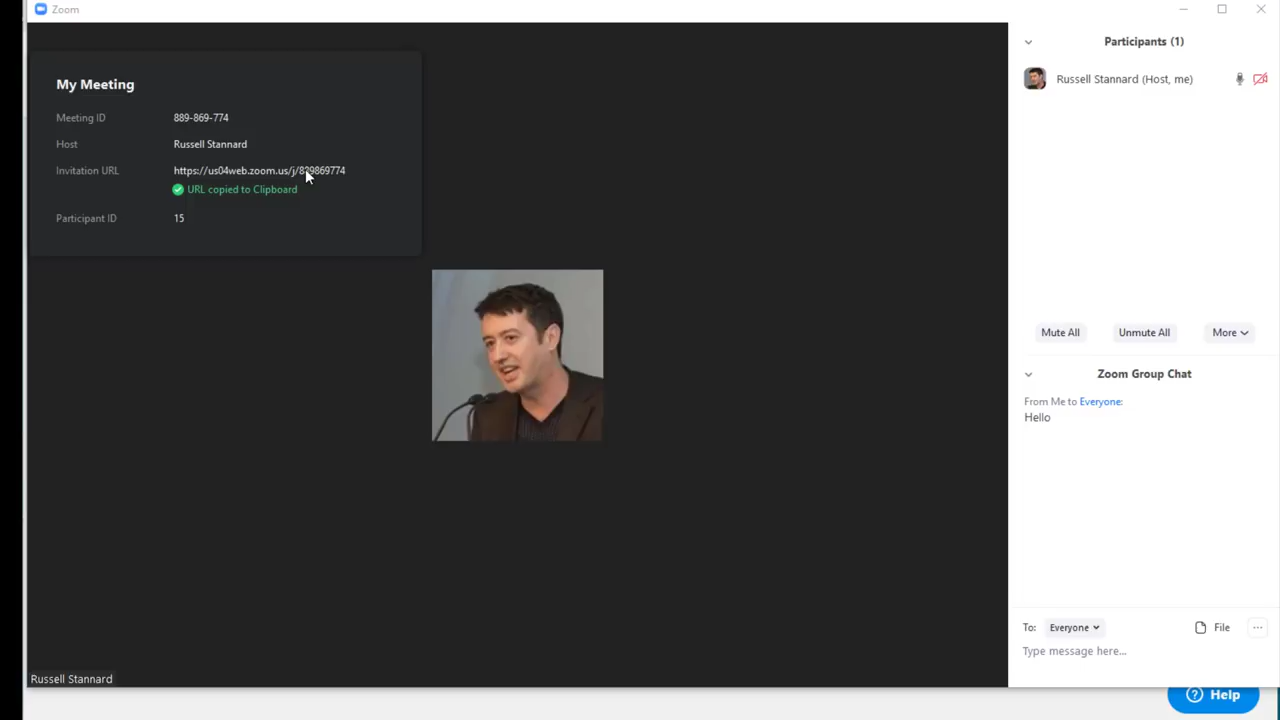 Zoom
My Meeting
Meeting ID 889-869-774
Host Russell Stannard
Invitation URL https://us04web.zoom.us/j/889869774
URL copied to Clipboard
Participant ID 15
Russell Stannard
Participants (1)
Russell Stannard (Host, me)
Mute All Unmute All More
Zoom Group Chat
From Me to Everyone:
Hello
To: Everyone File ...
Type message here...
Help